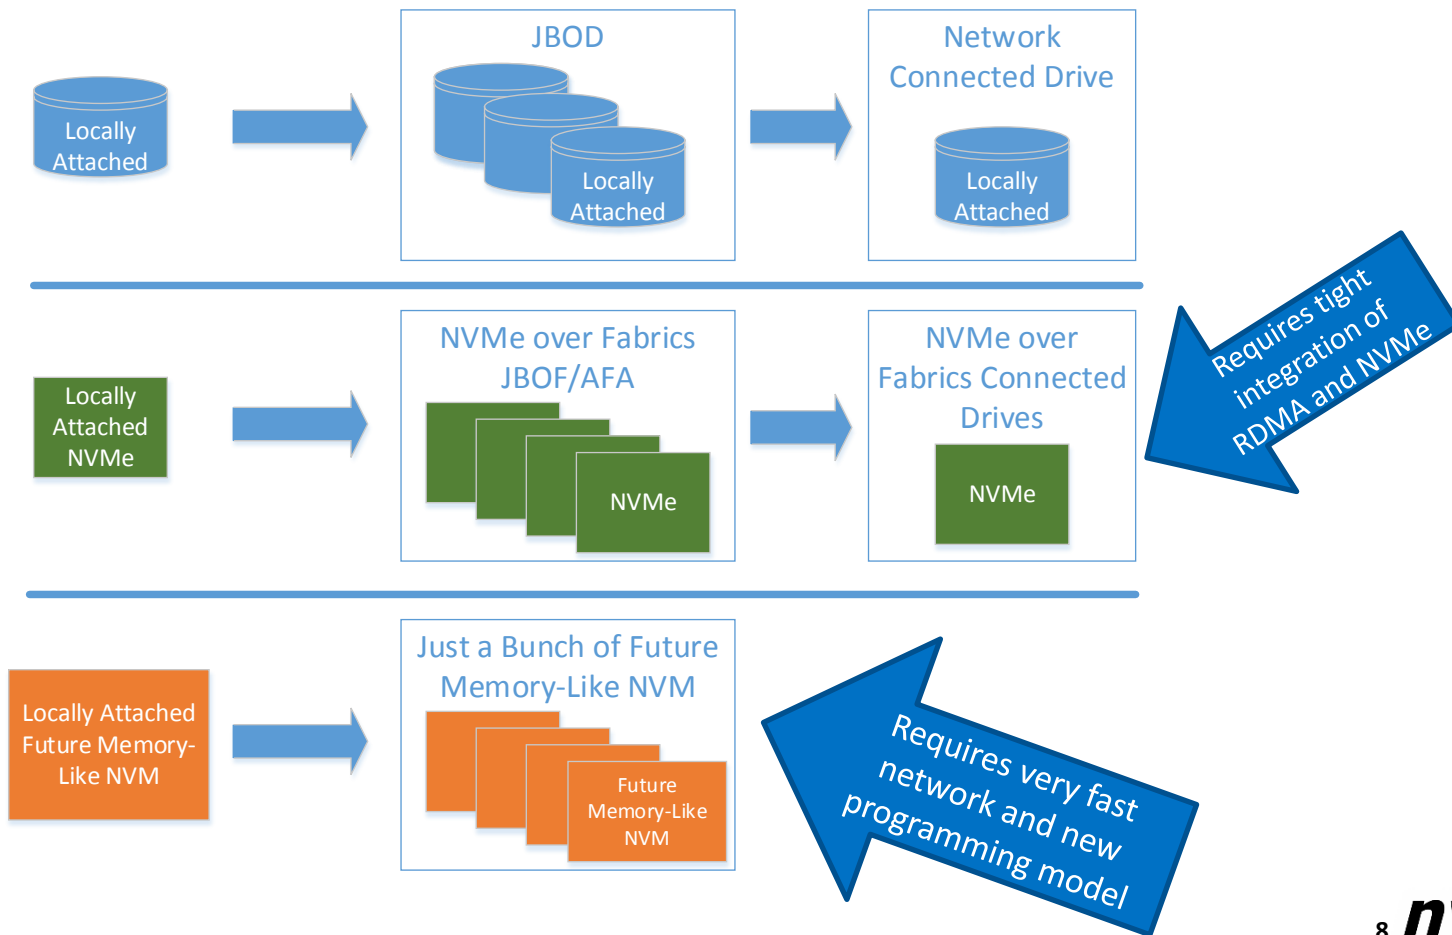 JBOD
Network
Connected Drive
Locally
Attached
Locally
Attached
Locally
Attached
NVMe over Fabrics
JBOF/AFA
NVMe over
Fabrics Connected
Drives
Locally
Attached
NVMe
NVMe
NVMe
Requires tight
integration of
RDMA and NVMe
Just a Bunch of Future
Memory-Like NVM
Locally Attached
Future Memory-
Like NVM
Future
Memory-Like
NVM
Requires very fast
network and new
programming model
8